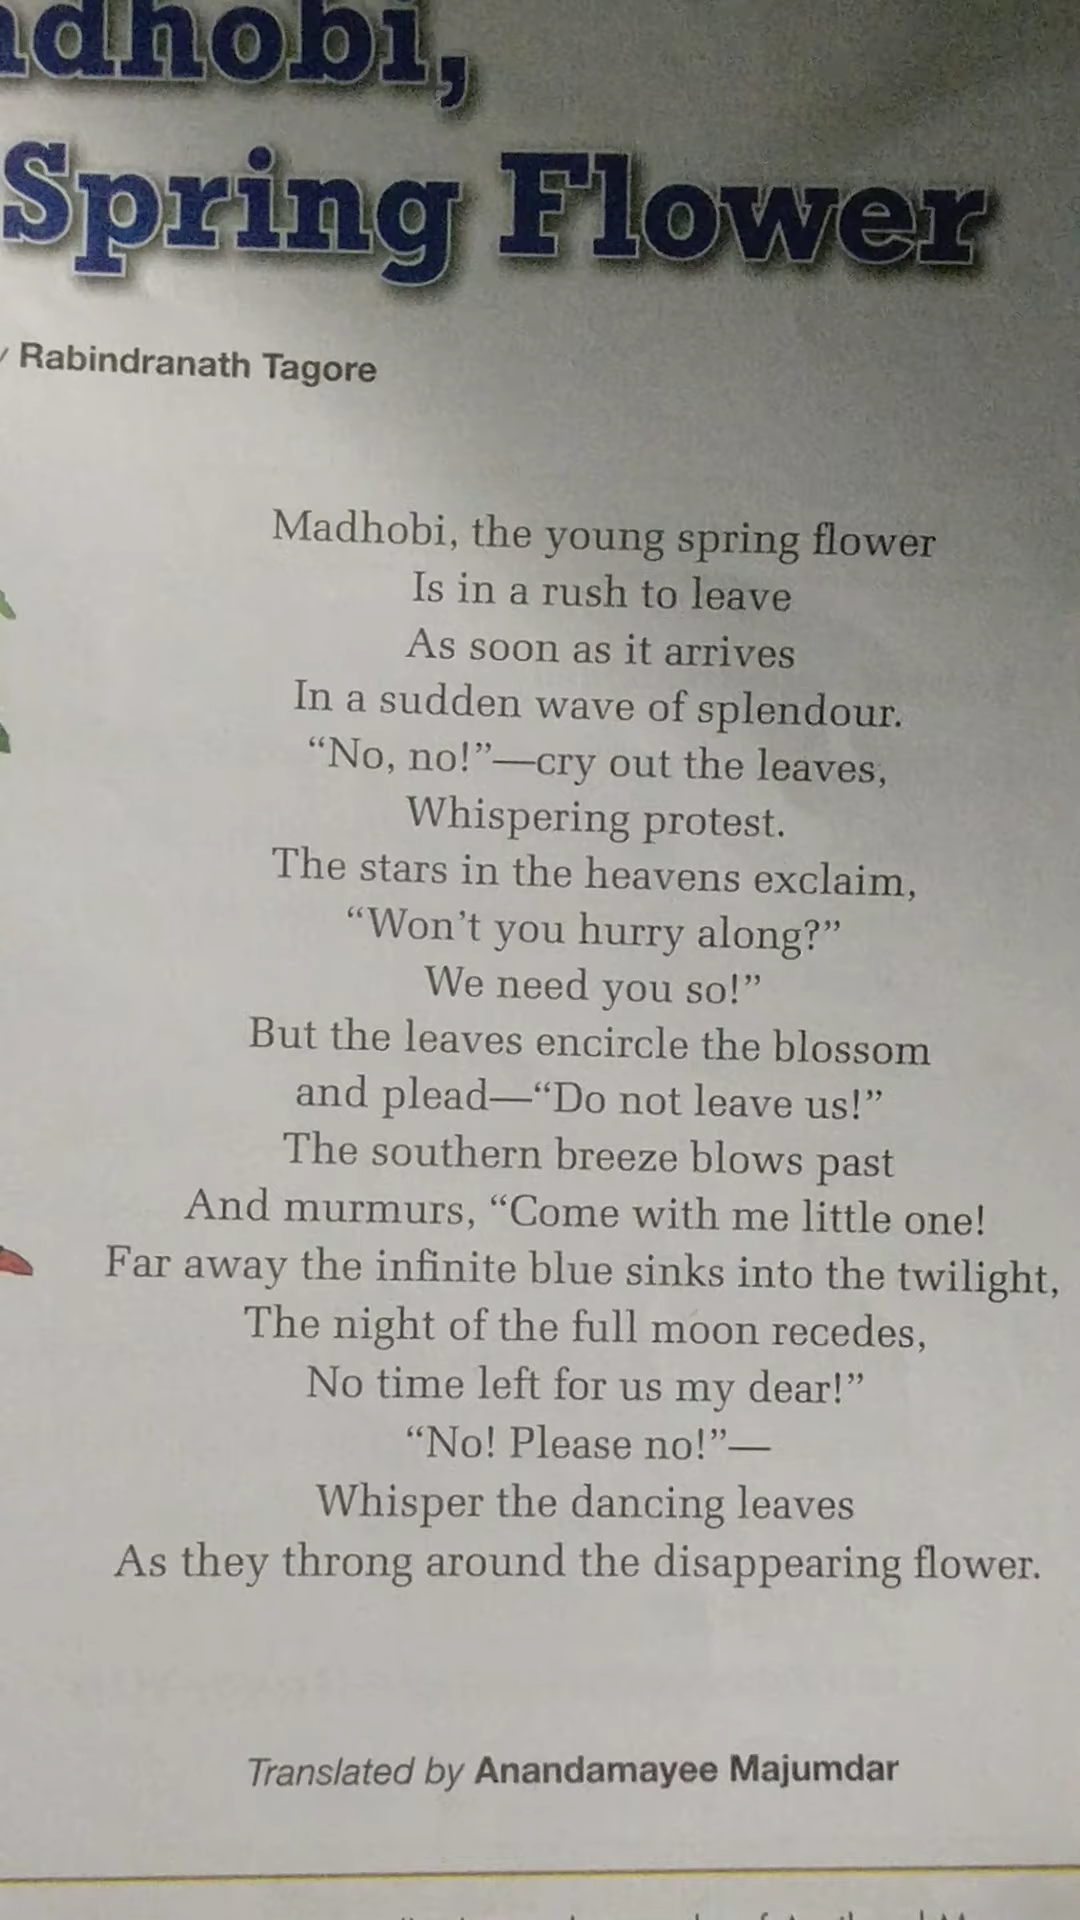 Spring Flower
Rabindranath Tagore
Madhobi, the young spring flower
Is in a rush to leave
As soon as it arrives
In a sudden wave of splendour.
“No, no!”—cry out the leaves,
Whispering protest.
The stars in the heavens exclaim,
“Won’t you hurry along?”
We need you so!”
But the leaves encircle the blossom
and plead—“Do not leave us!”
The southern breeze blows past
And murmurs, “Come with me little one!
Far away the infinite blue sinks into the twilight,
The night of the full moon recedes,
No time left for us my dear!”
“No! Please no!”—
Whisper the dancing leaves
As they throng around the disappearing flower.
Translated by Anandamayee Majumdar